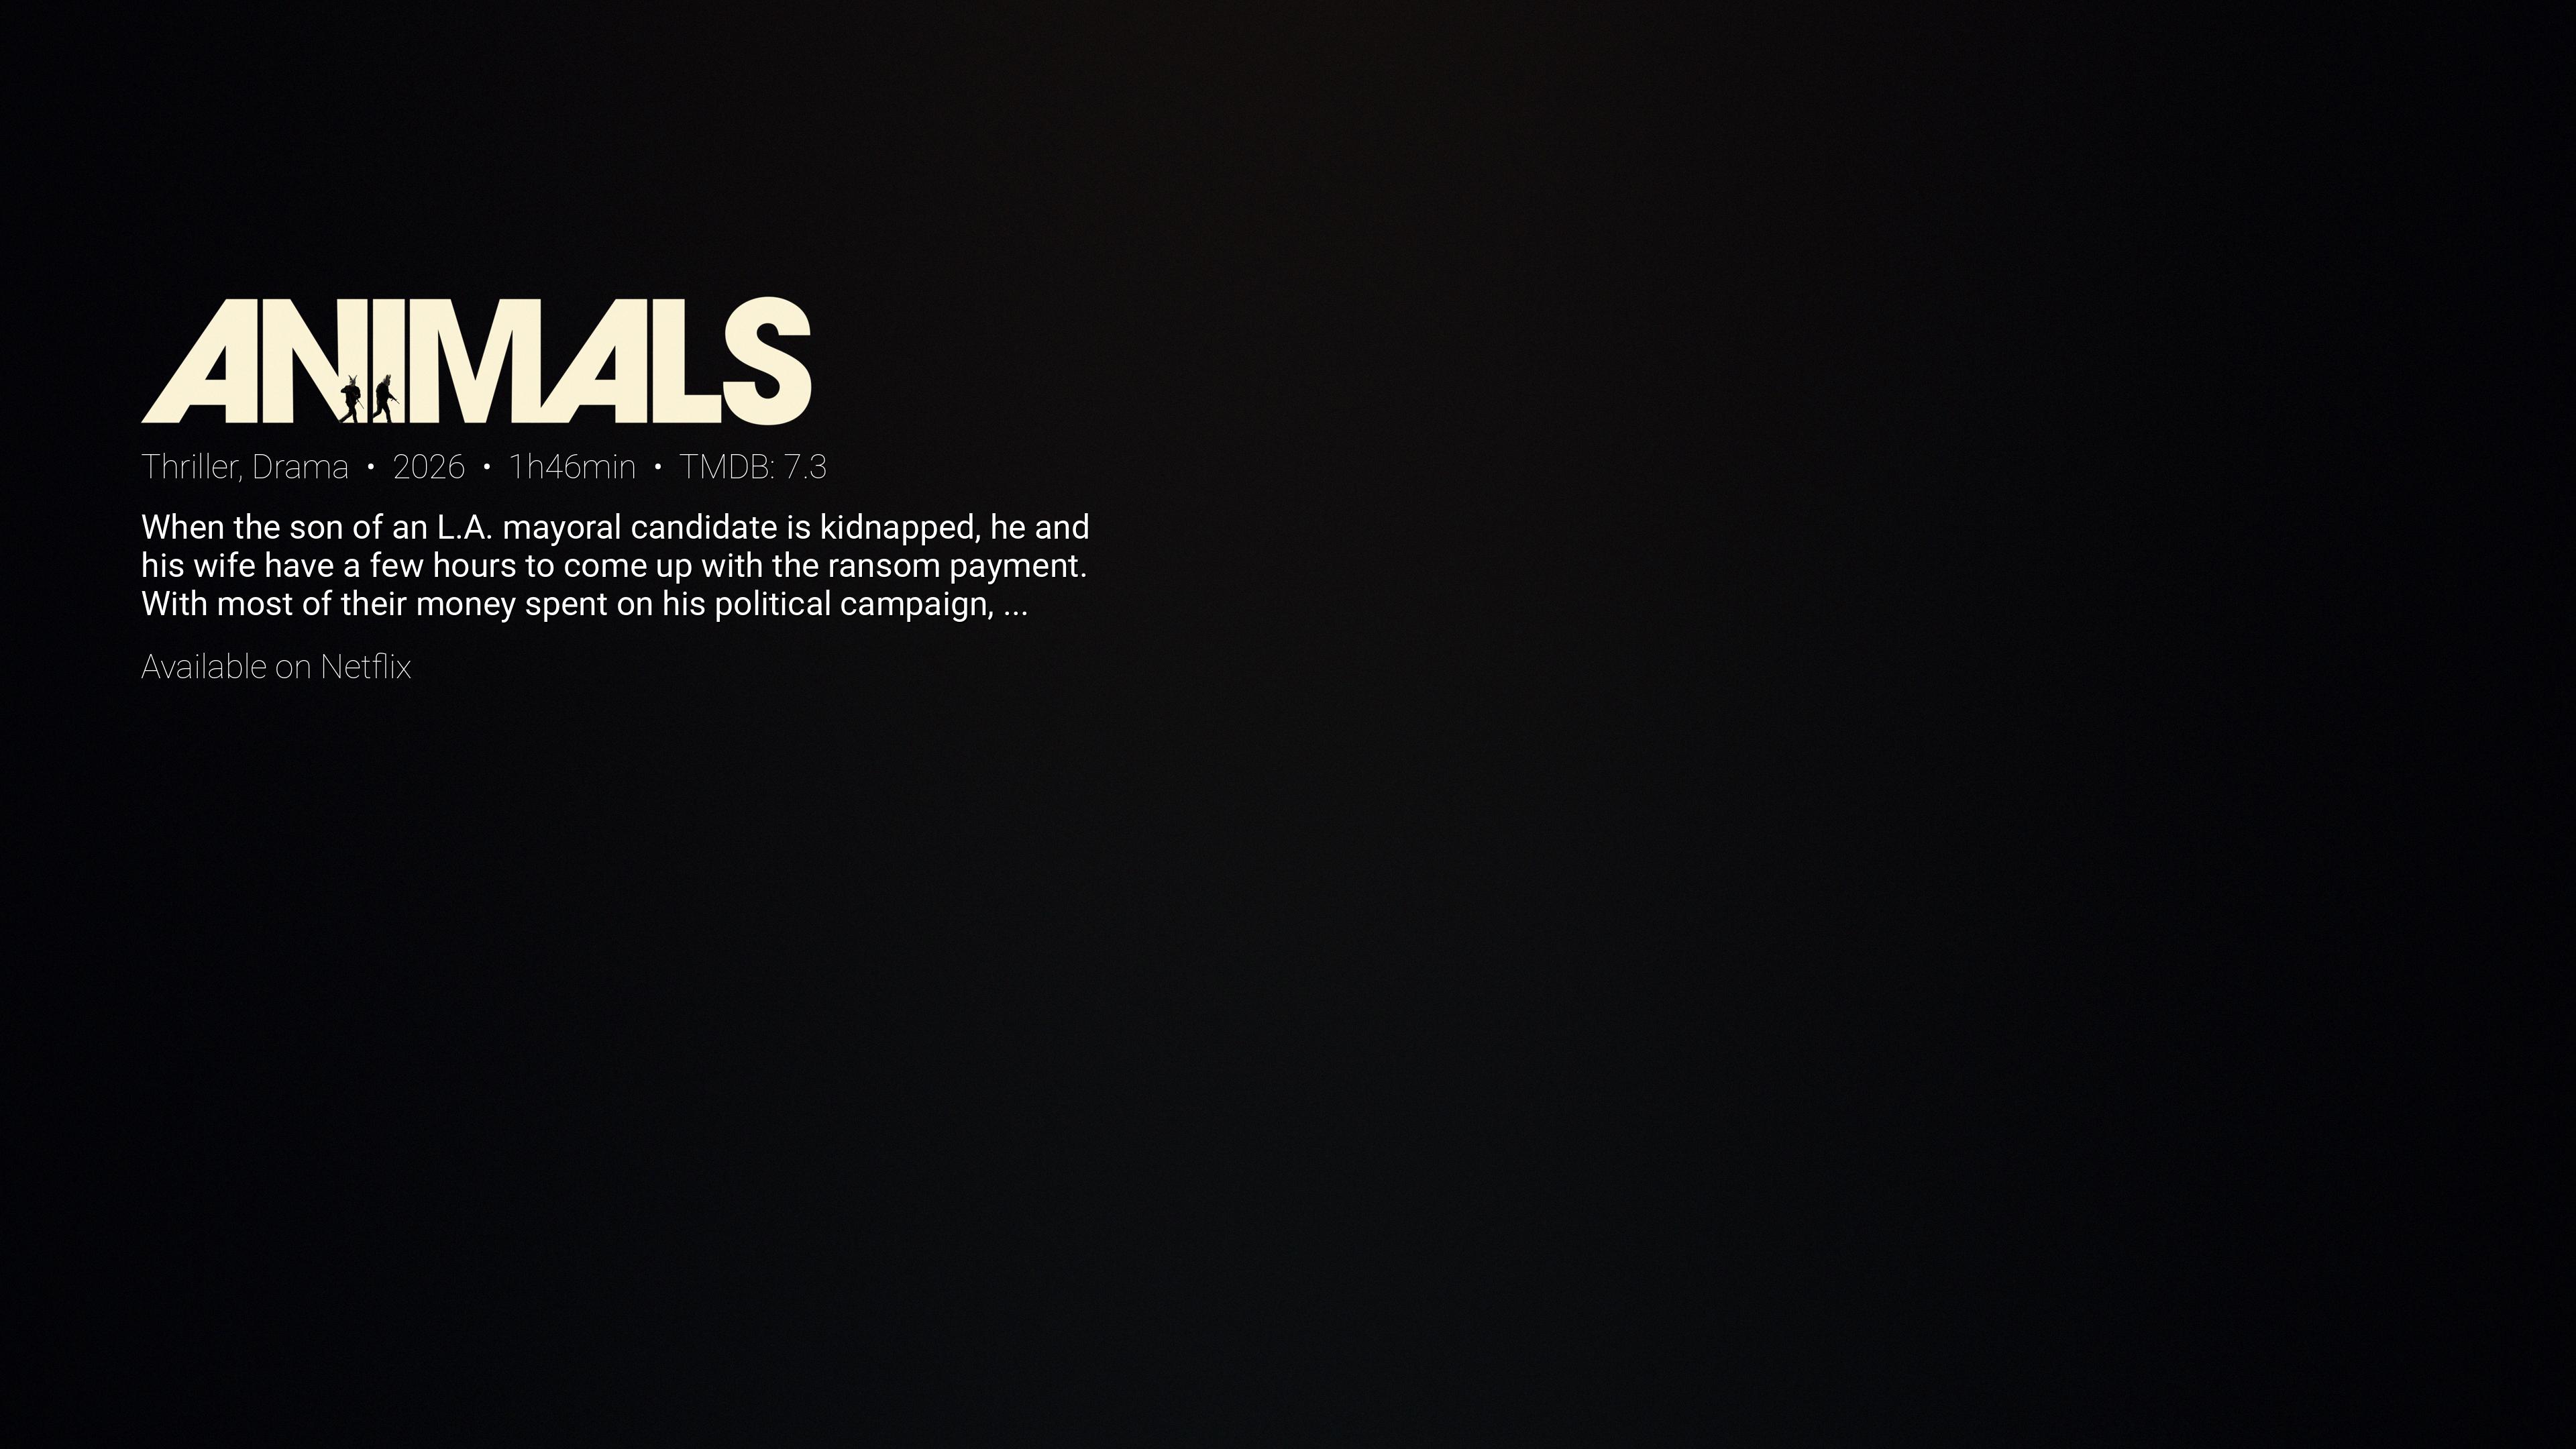 ANIMALS
Thriller, Drama • 2026 • 1h46min • TMDB: 7.3
When the son of an L.A. mayoral candidate is kidnapped, he and
his wife have a few hours to come up with the ransom payment.
With most of their money spent on his political campaign, ...
Available on Netflix